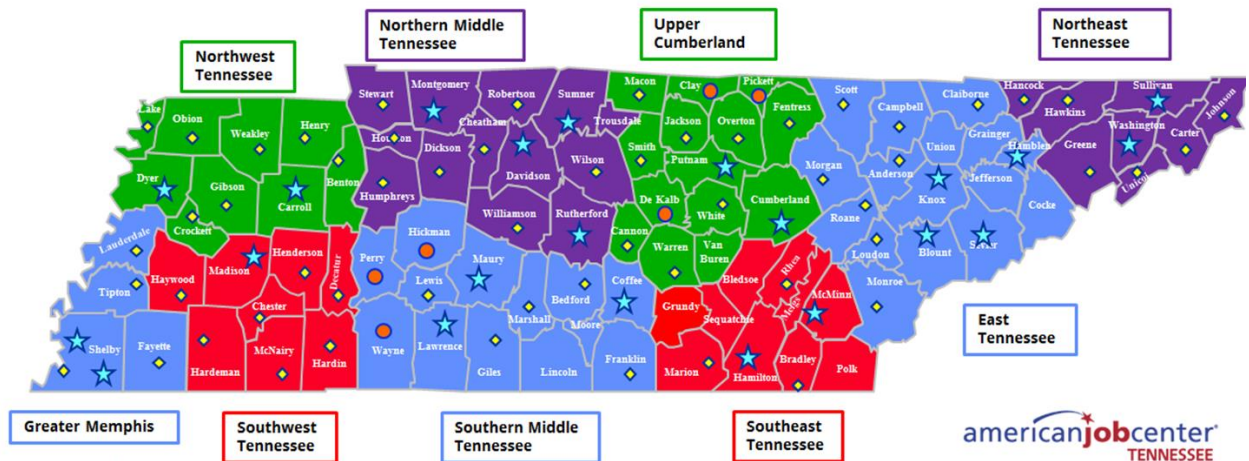 Northern Middle
Tennessee
Upper
Cumberland
Northeast
Tennessee
Northwest
Tennessee
Lake
Obion
Weakley
Henry
Dyer
Gibson
Carroll
Benton
Crockett
Stewart
Montgomery
Robertson
Sumner
Trousdale
Houston
Cheatham
Dickson
Davidson
Wilson
Humphreys
Williamson
Rutherford
Macon
Clay
Pickett
Jackson
Overton
Fentress
Smith
Putnam
De Kalb
White
Cumberland
Cannon
Warren
Van
Buren
Scott
Campbell
Claiborne
Union
Grainger
Hamblen
Morgan
Anderson
Knox
Jefferson
Cocke
Roane
Loudon
Blount
Sevier
Monroe
Hancock
Hawkins
Sullivan
Johnson
Greene
Washington
Carter
Unicoi
Lauderdale
Tipton
Shelby
Fayette
Haywood
Madison
Henderson
Decatur
Chester
Hardeman
McNairy
Hardin
Perry
Hickman
Maury
Lewis
Wayne
Lawrence
Giles
Marshall
Bedford
Moore
Coffee
Lincoln
Franklin
Bledsoe
Rhea
Meigs
McMinn
Grundy
Sequatchie
Marion
Hamilton
Bradley
Polk
East
Tennessee
Greater Memphis
Southwest
Tennessee
Southern Middle
Tennessee
Southeast
Tennessee
americanjobcenter®
TENNESSEE